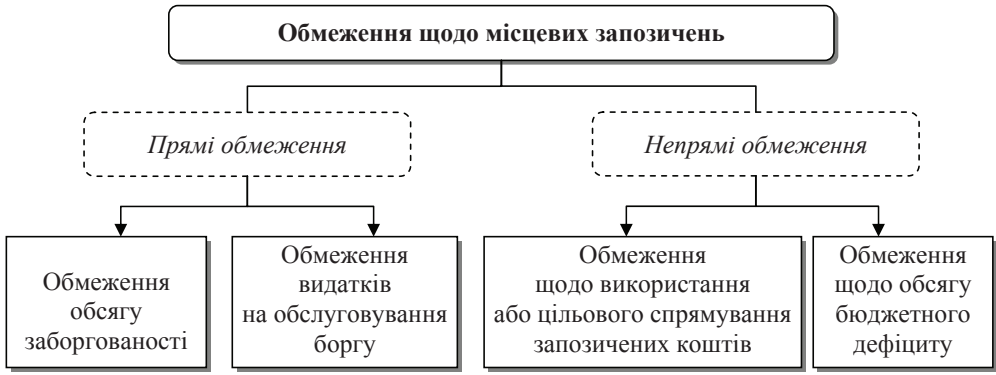 Обмеження щодо місцевих запозичень
Прямі обмеження
Непрямі обмеження
Обмеження
обсягу
заборгованості
Обмеження
видатків
на обслуговування
боргу
Обмеження
щодо використання
або цільового спрямування
запозичених коштів
Обмеження
щодо обсягу
бюджетного
дефіциту